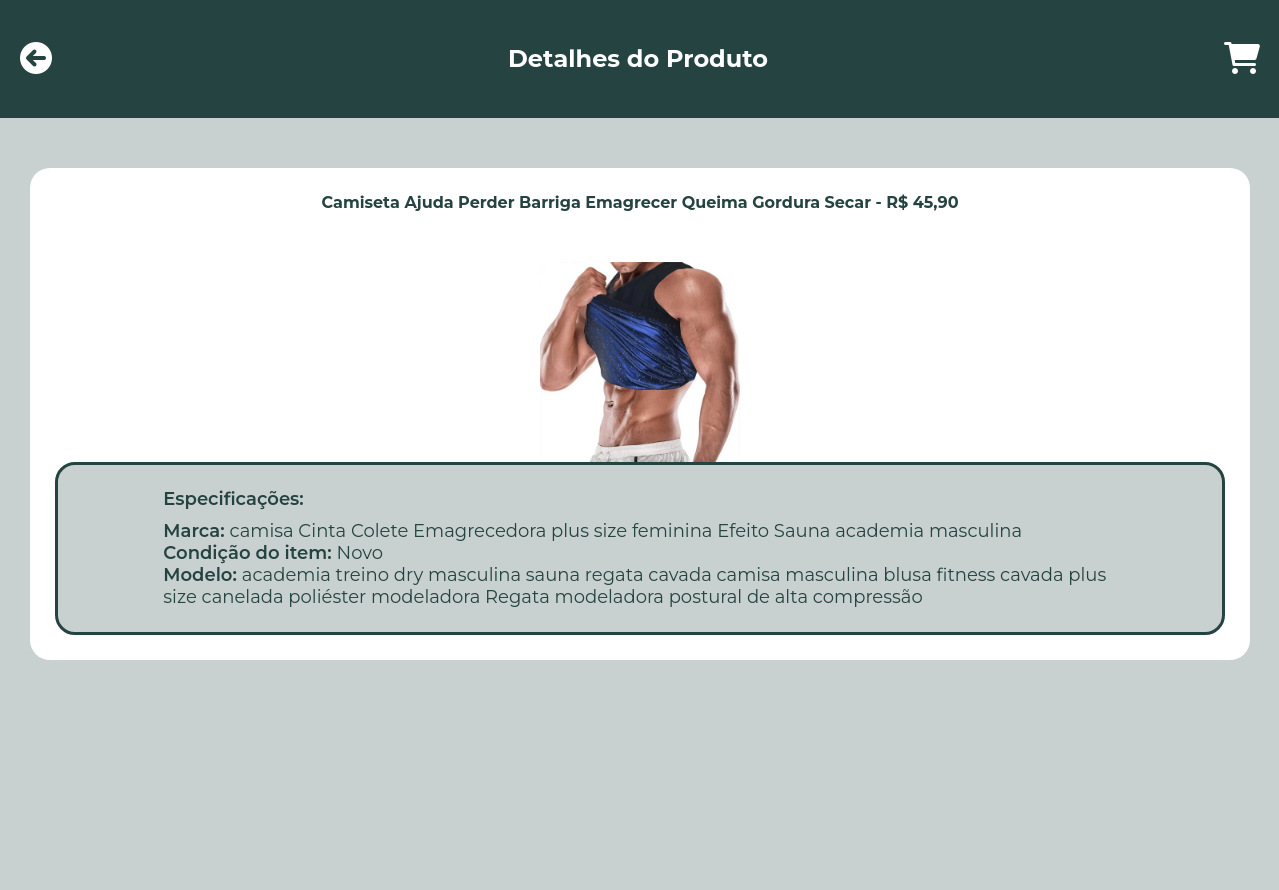 Detalhes do Produto
Camiseta Ajuda Perder Barriga Emagrecer Queima Gordura Secar - R$ 45,90
Especificações:
Marca: camisa Cinta Colete Emagrecedora plus size feminina Efeito Sauna academia masculina
Condição do item: Novo
Modelo: academia treino dry masculina sauna regata cavada camisa masculina blusa fitness cavada plus
size canelada poliéster modeladora Regata modeladora postural de alta compressão